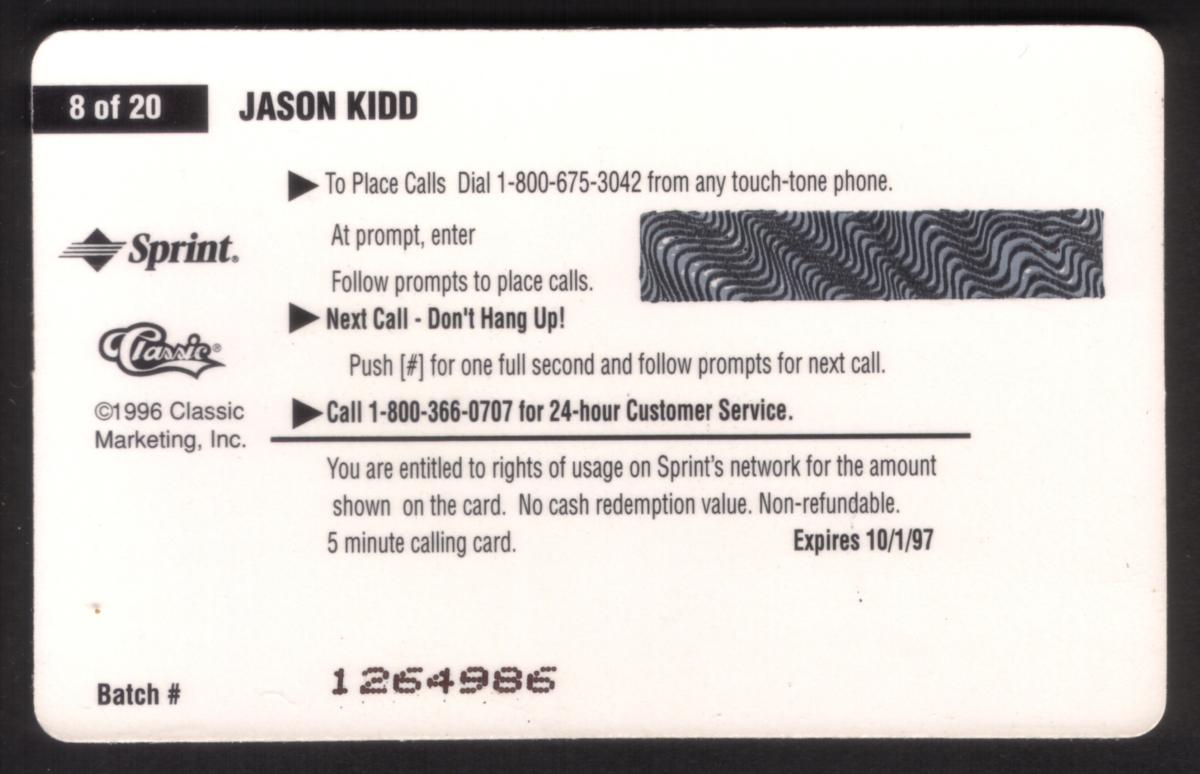 8 of 20 JASON KIDD
To Place Calls Dial 1-800-675-3042 from any touch-tone phone.
At prompt, enter
Sprint.
Follow prompts to place calls.
Next Call - Don't Hang Up!
Classic®
Push [#] for one full second and follow prompts for next call.
©1996 Classic
Marketing, Inc.
Call 1-800-366-0707 for 24-hour Customer Service.
You are entitled to rights of usage on Sprint's network for the amount
shown on the card. No cash redemption value. Non-refundable.
5 minute calling card. Expires 10/1/97
Batch # 1264986